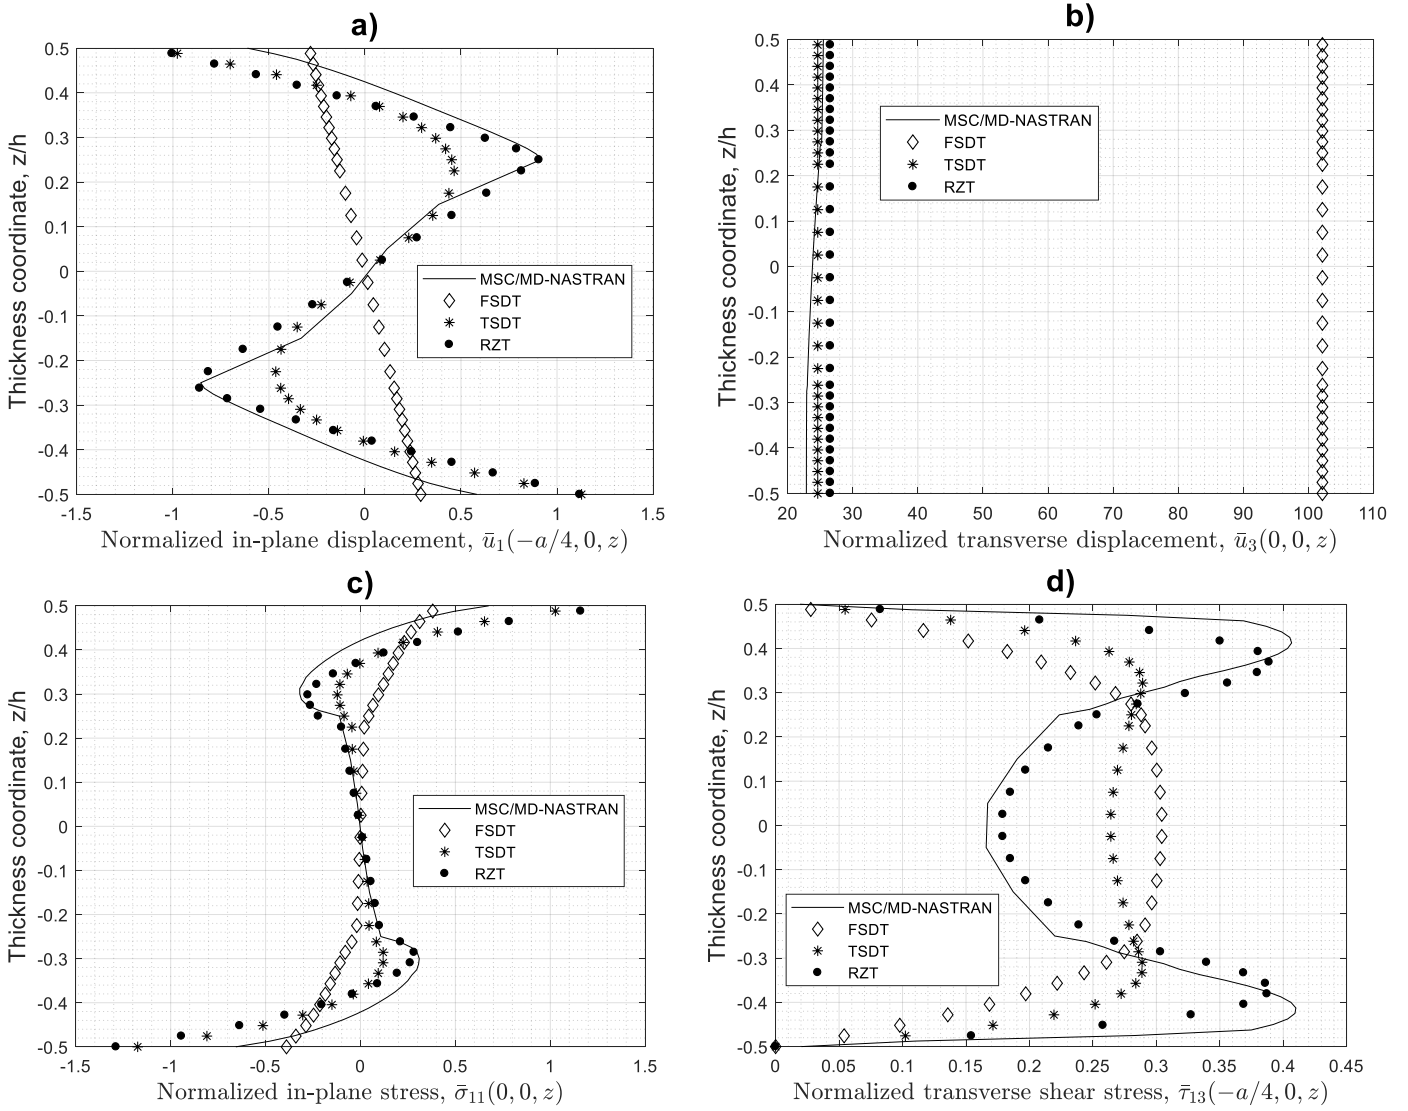 a)
Thickness coordinate, z/h
0.5
0.4
0.3
0.2
0.1
0
-0.1
-0.2
-0.3
-0.4
-0.5
MSC/MD-NASTRAN
FSDT
TSDT
RZT
-1.5 -1 -0.5 0 0.5 1 1.5
Normalized in-plane displacement, ū₁(−a/4, 0, z)
b)
Thickness coordinate, z/h
0.5
0.4
0.3
0.2
0.1
0
-0.1
-0.2
-0.3
-0.4
-0.5
MSC/MD-NASTRAN
FSDT
TSDT
RZT
20 30 40 50 60 70 80 90 100 110
Normalized transverse displacement, ū₃(0, 0, z)
c)
Thickness coordinate, z/h
0.5
0.4
0.3
0.2
0.1
0
-0.1
-0.2
-0.3
-0.4
-0.5
MSC/MD-NASTRAN
FSDT
TSDT
RZT
-1.5 -1 -0.5 0 0.5 1 1.5
Normalized in-plane stress, σ̄₁₁(0, 0, z)
d)
Thickness coordinate, z/h
0.5
0.4
0.3
0.2
0.1
0
-0.1
-0.2
-0.3
-0.4
-0.5
MSC/MD-NASTRAN
FSDT
TSDT
RZT
0 0.05 0.1 0.15 0.2 0.25 0.3 0.35 0.4 0.45
Normalized transverse shear stress, τ̄₁₃(−a/4, 0, z)